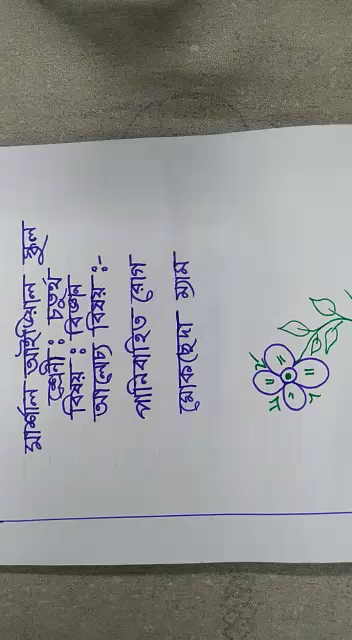 মার্শাল আইডিয়াল স্কুল
শ্রেণী : চতুর্থ
বিষয় : বিজ্ঞান
আলোচ্য বিষয় :-
পানিবাহিত রোগ
মোকছেদা ম্যাম